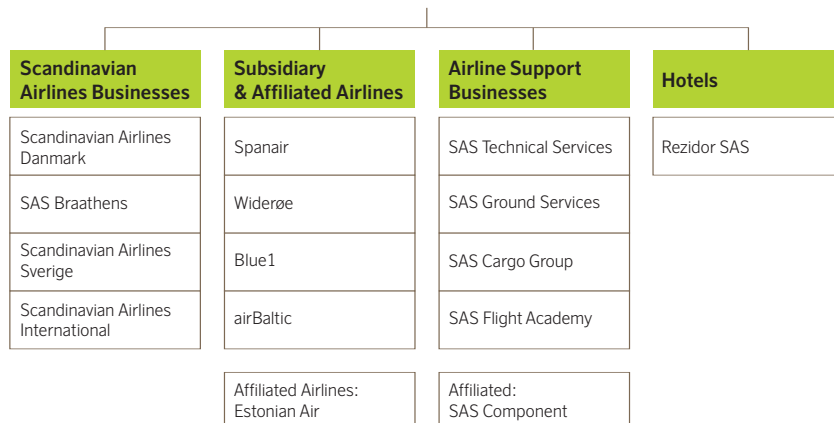 Scandinavian
Airlines Businesses
Scandinavian Airlines
Danmark
SAS Braathens
Scandinavian Airlines
Sverige
Scandinavian Airlines
International
Subsidiary
& Affiliated Airlines
Spanair
Widerøe
Blue1
airBaltic
Affiliated Airlines:
Estonian Air
Airline Support
Businesses
SAS Technical Services
SAS Ground Services
SAS Cargo Group
SAS Flight Academy
Affiliated:
SAS Component
Hotels
Rezidor SAS